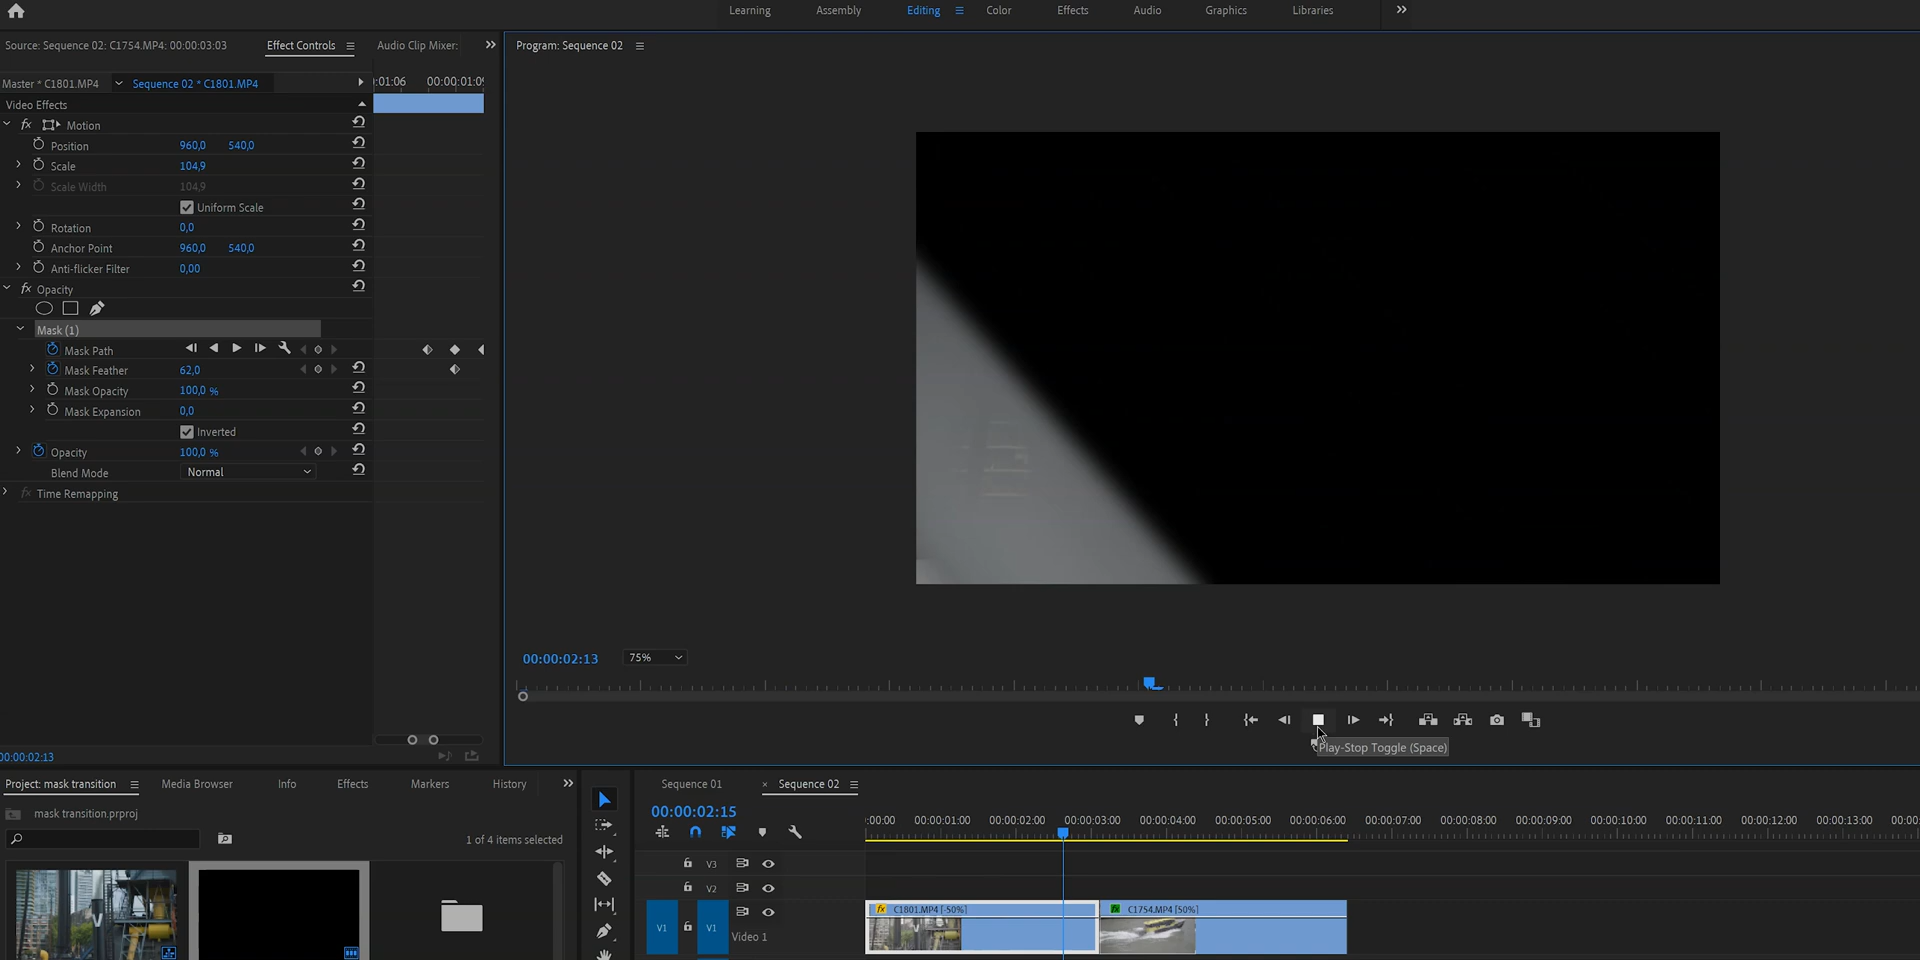 Learning Assembly Editing Color Effects Audio Graphics Libraries
Source: Sequence 02: C1754.MP4: 00:00:03:03 Effect Controls Audio Clip Mixer: Program: Sequence 02
Master * C1801.MP4 Sequence 02 * C1801.MP4 :01:06 00:00:01:09
Video Effects
fx Motion
Position 960,0 540,0
Scale 104,9
Scale Width 104,9
Uniform Scale
Rotation 0,0
Anchor Point 960,0 540,0
Anti-flicker Filter 0,00
fx Opacity
Mask (1)
Mask Path
Mask Feather 62,0
Mask Opacity 100,0 %
Mask Expansion 0,0
Inverted
Opacity 100,0 %
Blend Mode Normal
fx Time Remapping
00:00:02:13 75%
Play-Stop Toggle (Space)
00:00:02:13
Project: mask transition Media Browser Info Effects Markers History
mask transition.prproj
1 of 4 items selected
Sequence 01 × Sequence 02
00:00:02:15
:00:00 00:00:01:00 00:00:02:00 00:00:03:00 00:00:04:00 00:00:05:00 00:00:06:00 00:00:07:00 00:00:08:00 00:00:09:00 00:00:10:00 00:00:11:00 00:00:12:00 00:00:13:00 00:00
V3
V2
V1 V1 Video 1
fx C1801.MP4 [-50%] fx C1754.MP4 [50%]